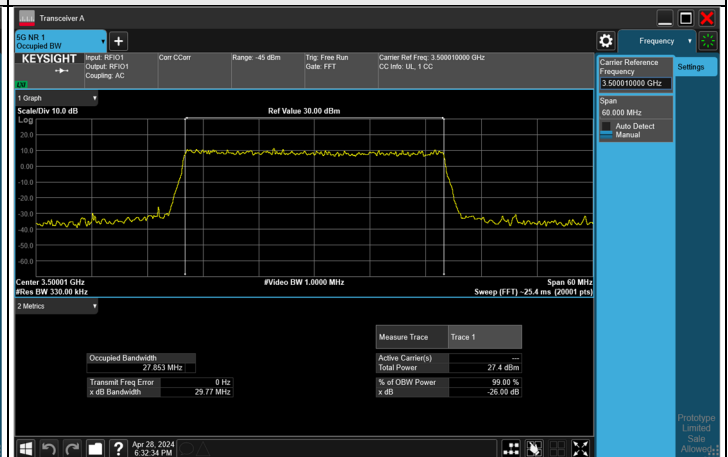 Transceiver A
5G NR 1
Occupied BW
Frequency
KEYSIGHT
Input: RFIO1
Output: RFIO1
Coupling: AC
Corr CCorr
Range: -45 dBm
Trig: Free Run
Gate: FFT
Carrier Ref Freq: 3.500010000 GHz
CC Info: UL, 1 CC
Carrier Reference
Frequency
3.500010000 GHz
Settings
Span
60.000 MHz
Auto Detect
Manual
1 Graph
Scale/Div 10.0 dB
Ref Value 30.00 dBm
Log
20.0
10.0
0.00
-10.0
-20.0
-30.0
-40.0
-50.0
-60.0
Center 3.50001 GHz
#Video BW 1.0000 MHz
Span 60 MHz
#Res BW 330.00 kHz
Sweep (FFT) ~25.4 ms (20001 pts)
2 Metrics
Measure Trace
Trace 1
Occupied Bandwidth
27.853 MHz
Active Carrier(s)
---
Total Power
27.4 dBm
Transmit Freq Error
0 Hz
x dB Bandwidth
29.77 MHz
% of OBW Power
99.00 %
x dB
-26.00 dB
Prototype
Limited
Sale
Allowed
?
Apr 28, 2024
6:32:34 PM